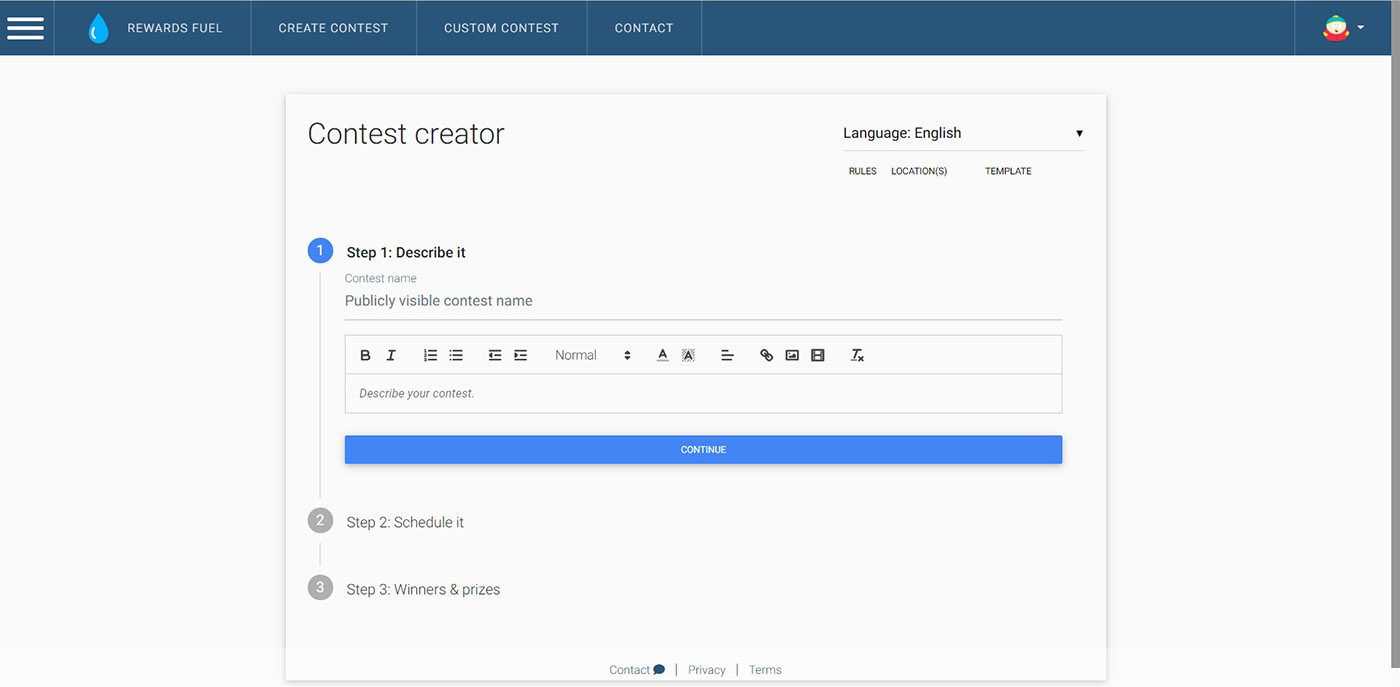 REWARDS FUEL CREATE CONTEST CUSTOM CONTEST CONTACT
Contest creator
Language: English
RULES LOCATION(S) TEMPLATE
1 Step 1: Describe it
Contest name
Publicly visible contest name
B I Normal A A Tx
Describe your contest.
CONTINUE
2 Step 2: Schedule it
3 Step 3: Winners & prizes
Contact | Privacy | Terms